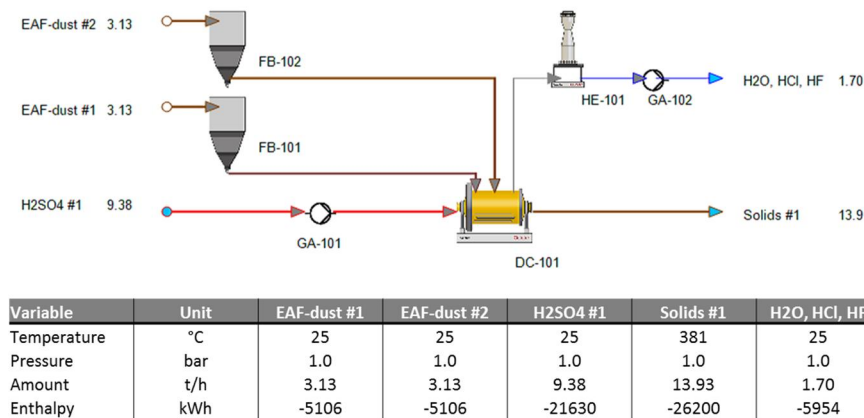 EAF-dust #2 3.13
FB-102
H2O, HCl, HF 1.70
HE-101 GA-102
EAF-dust #1 3.13
FB-101
H2SO4 #1 9.38
Solids #1 13.9
GA-101
DC-101
Variable Unit EAF-dust #1 EAF-dust #2 H2SO4 #1 Solids #1 H2O, HCl, HF
Temperature °C 25 25 25 381 25
Pressure bar 1.0 1.0 1.0 1.0 1.0
Amount t/h 3.13 3.13 9.38 13.93 1.70
Enthalpy kWh -5106 -5106 -21630 -26200 -5954